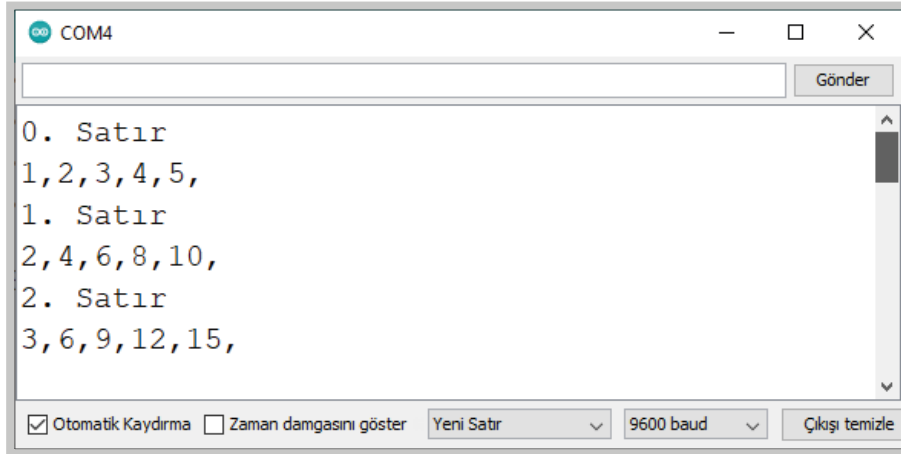 COM4
Gönder
0. Satır
1,2,3,4,5,
1. Satır
2,4,6,8,10,
2. Satır
3,6,9,12,15,
Otomatik Kaydırma Zaman damgasını göster Yeni Satır 9600 baud Çıkışı temizle